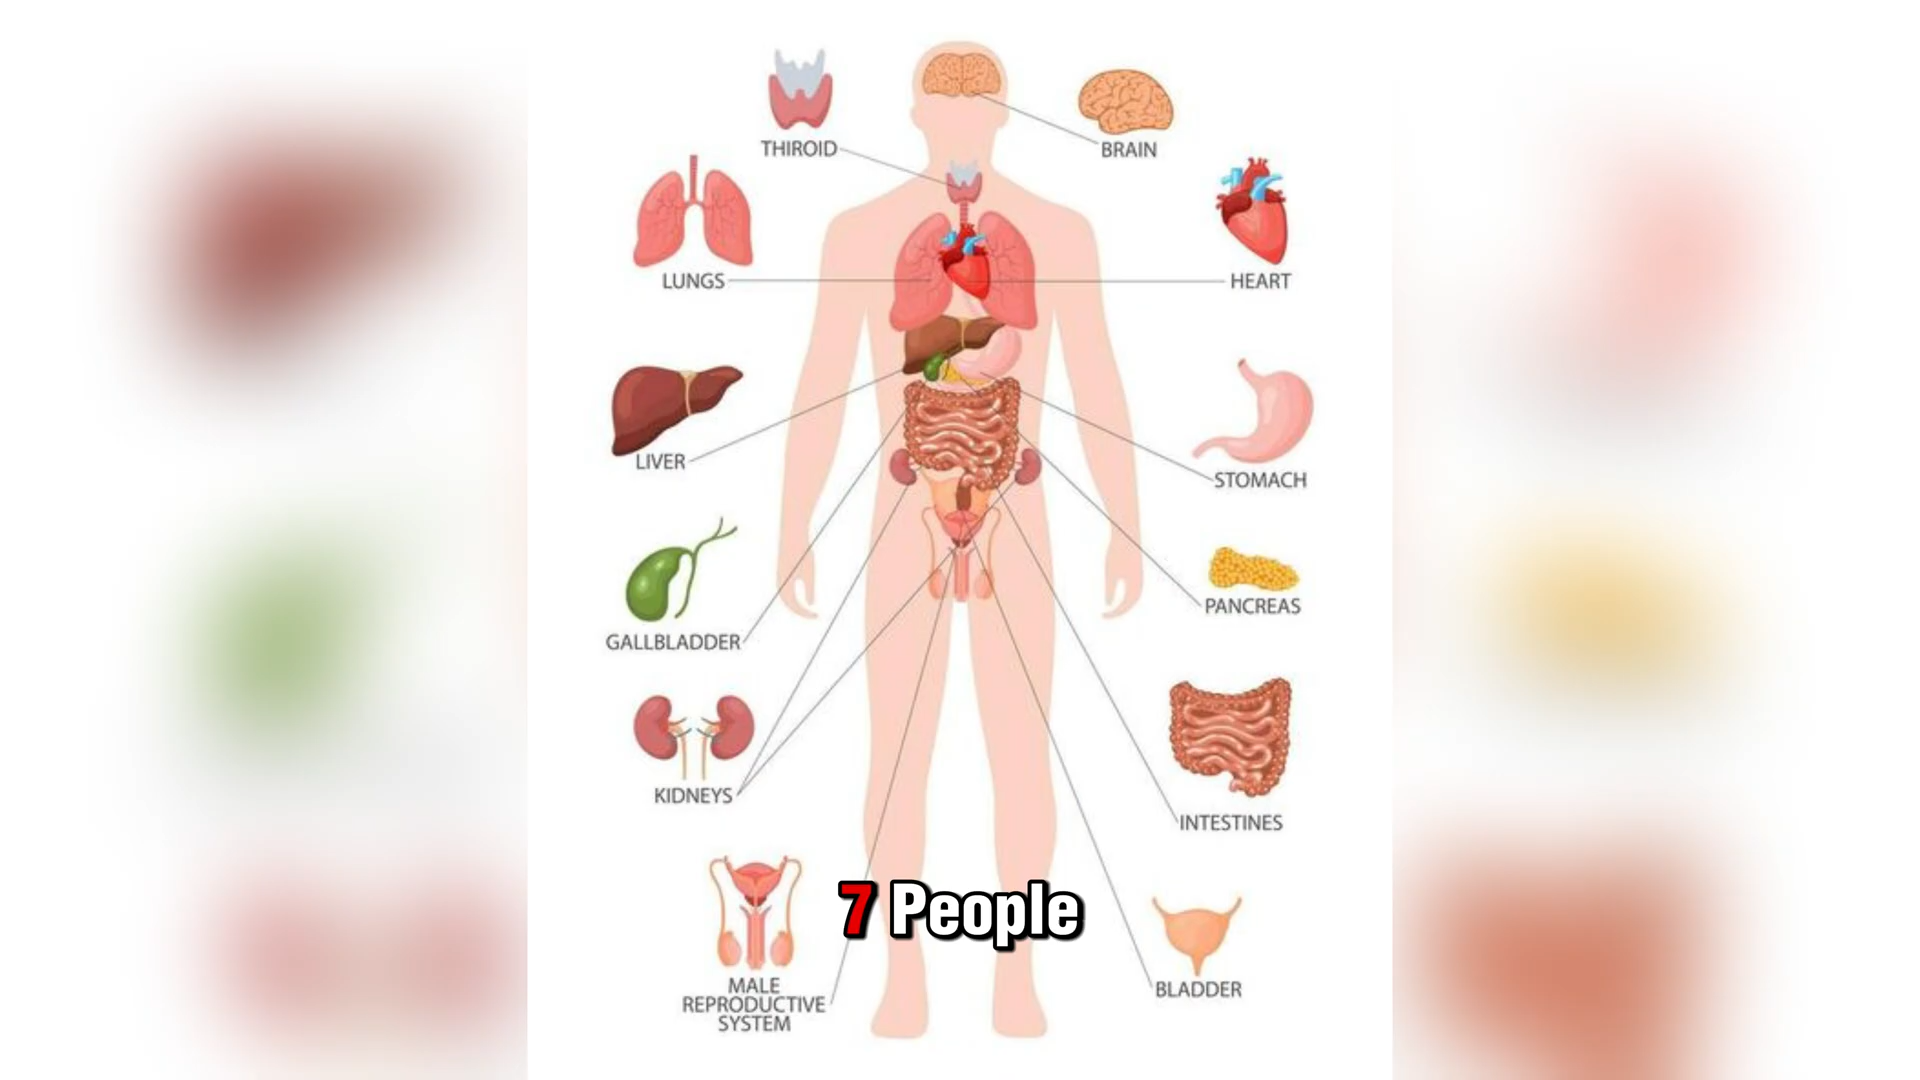 THIROID
BRAIN
LUNGS
HEART
LIVER
STOMACH
GALLBLADDER
PANCREAS
KIDNEYS
INTESTINES
7 People
MALE
REPRODUCTIVE
SYSTEM
BLADDER